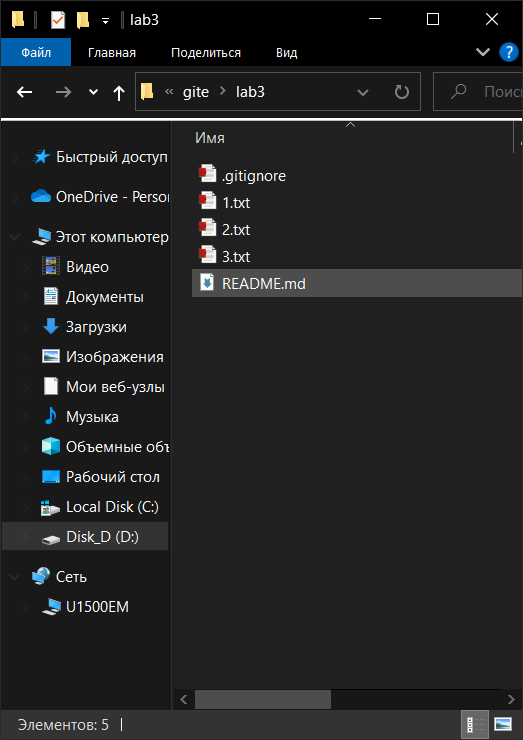 lab3
Файл Главная Поделиться Вид
« gite › lab3 Поис
Имя
Быстрый доступ
OneDrive - Person
Этот компьютер
Видео
Документы
Загрузки
Изображения
Мои веб-узлы
Музыка
Объемные объ
Рабочий стол
Local Disk (C:)
Disk_D (D:)
Сеть
U1500EM
.gitignore
1.txt
2.txt
3.txt
README.md
Элементов: 5